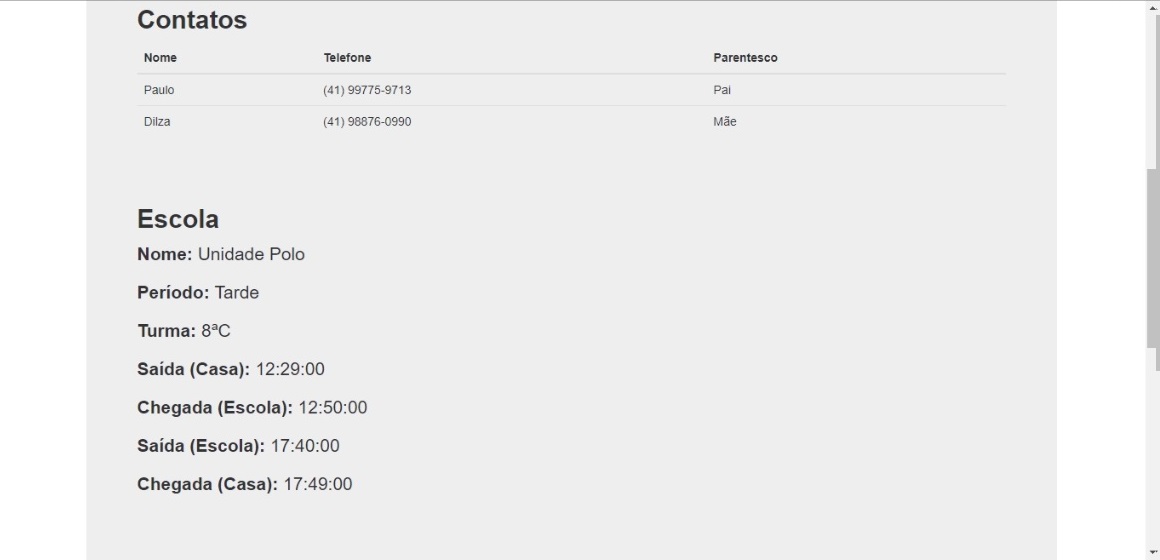 Contatos
Nome Telefone Parentesco
Paulo (41) 99775-9713 Pai
Dilza (41) 98876-0990 Mãe
Escola
Nome: Unidade Polo
Período: Tarde
Turma: 8ªC
Saída (Casa): 12:29:00
Chegada (Escola): 12:50:00
Saída (Escola): 17:40:00
Chegada (Casa): 17:49:00